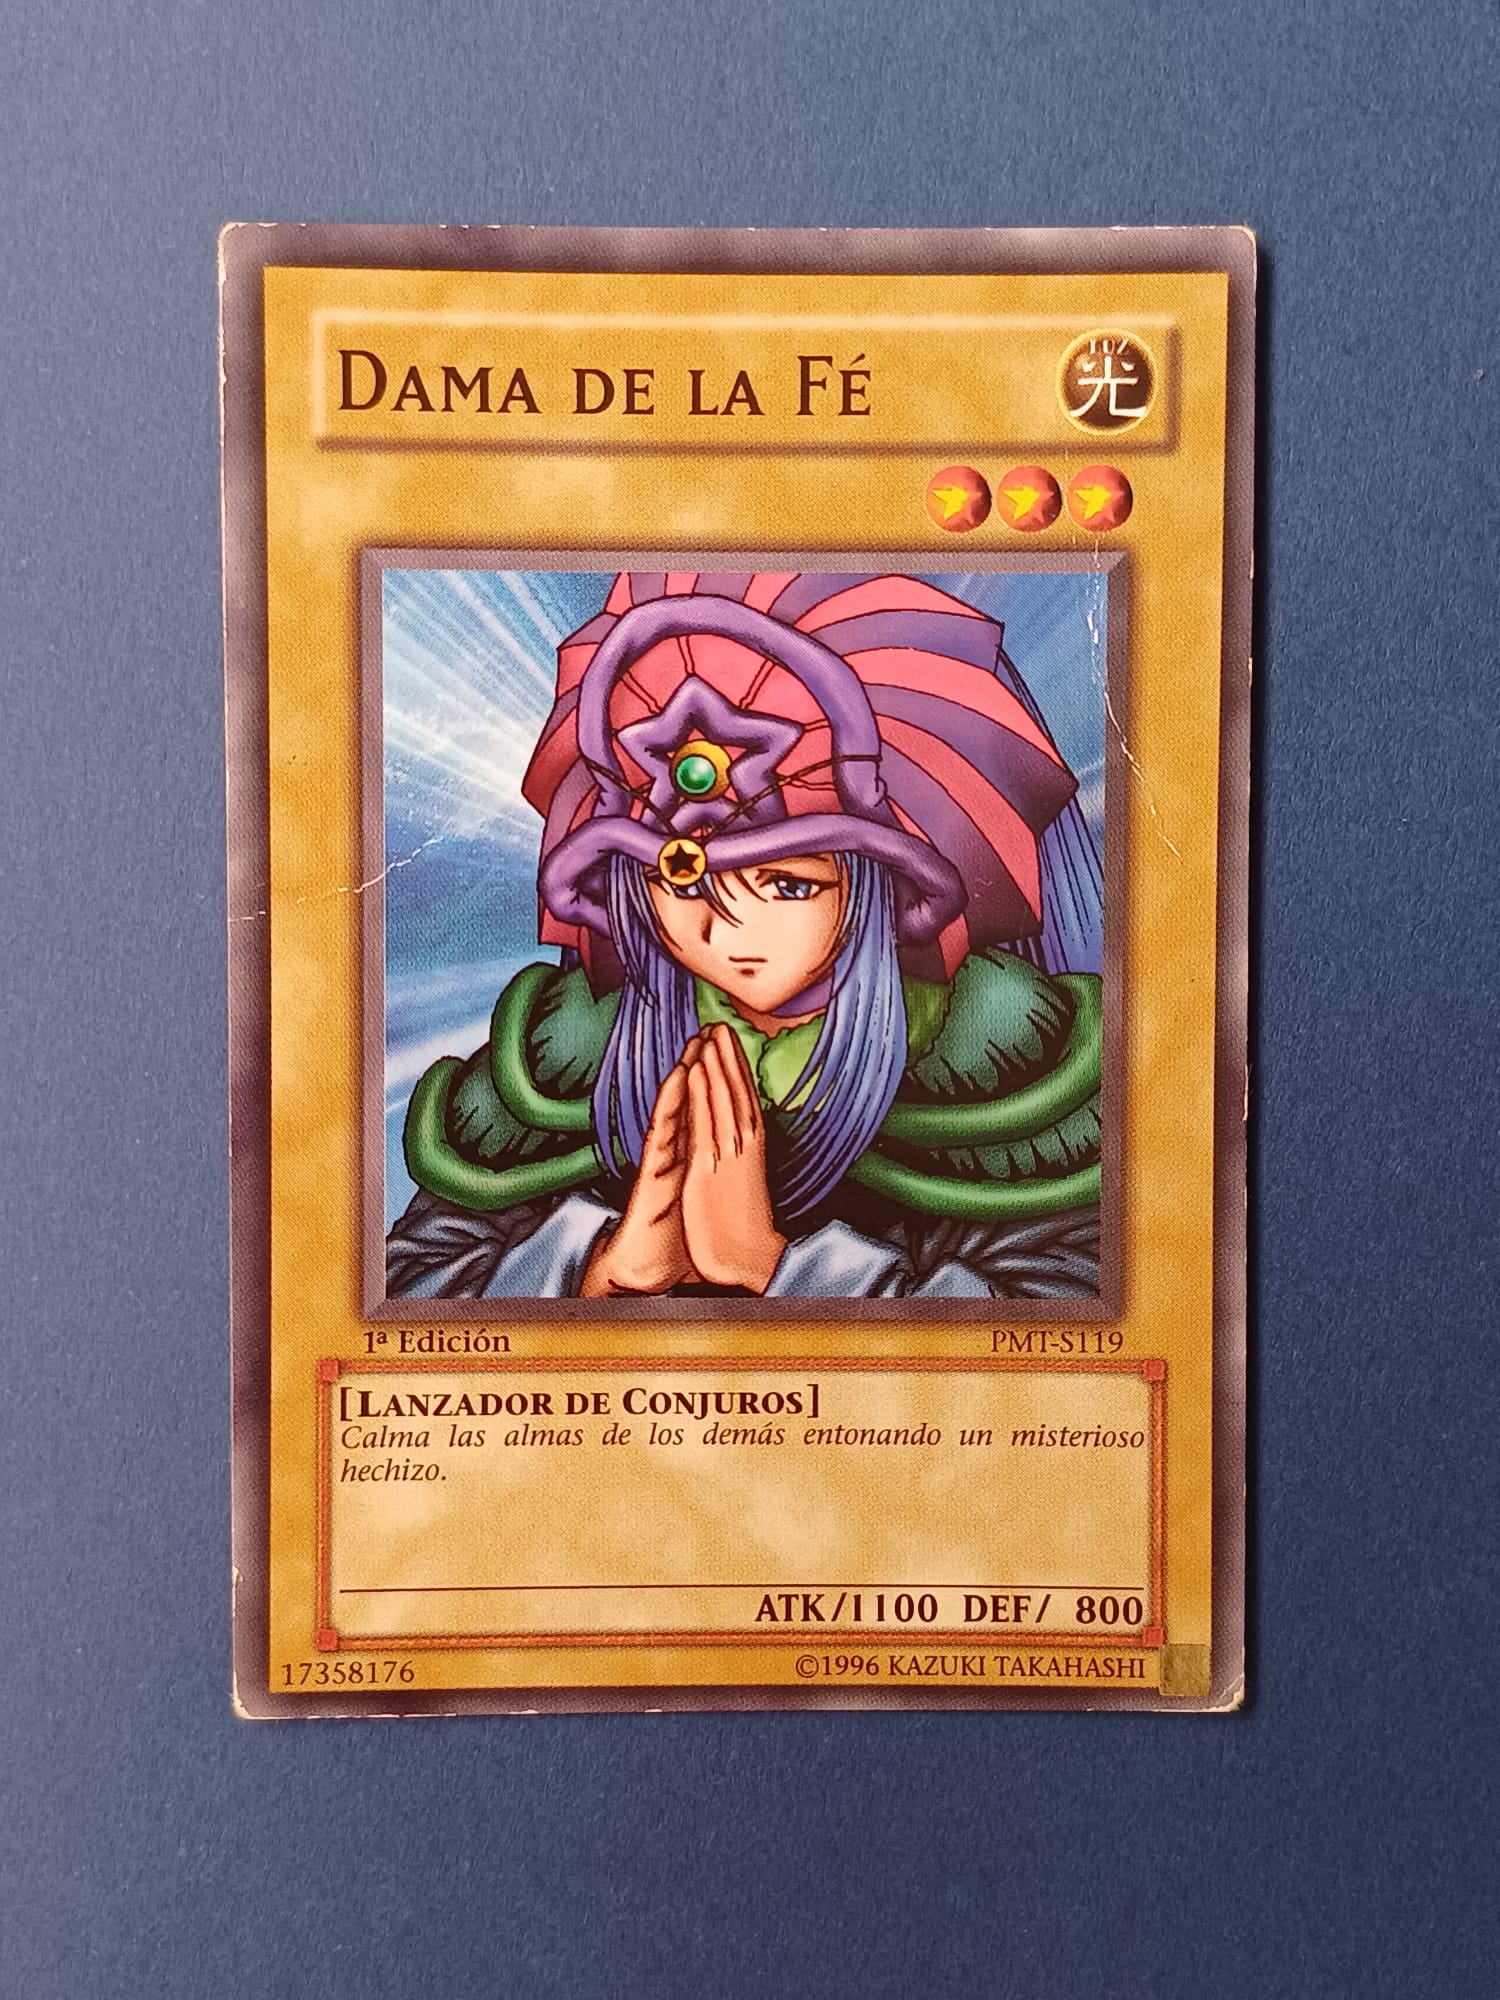 DAMA DE LA FÉ
LUZ
光
1ª Edición
PMT-S119
[LANZADOR DE CONJUROS]
Calma las almas de los demás entonando un misterioso
hechizo.
ATK/1100 DEF/ 800
17358176
©1996 KAZUKI TAKAHASHI